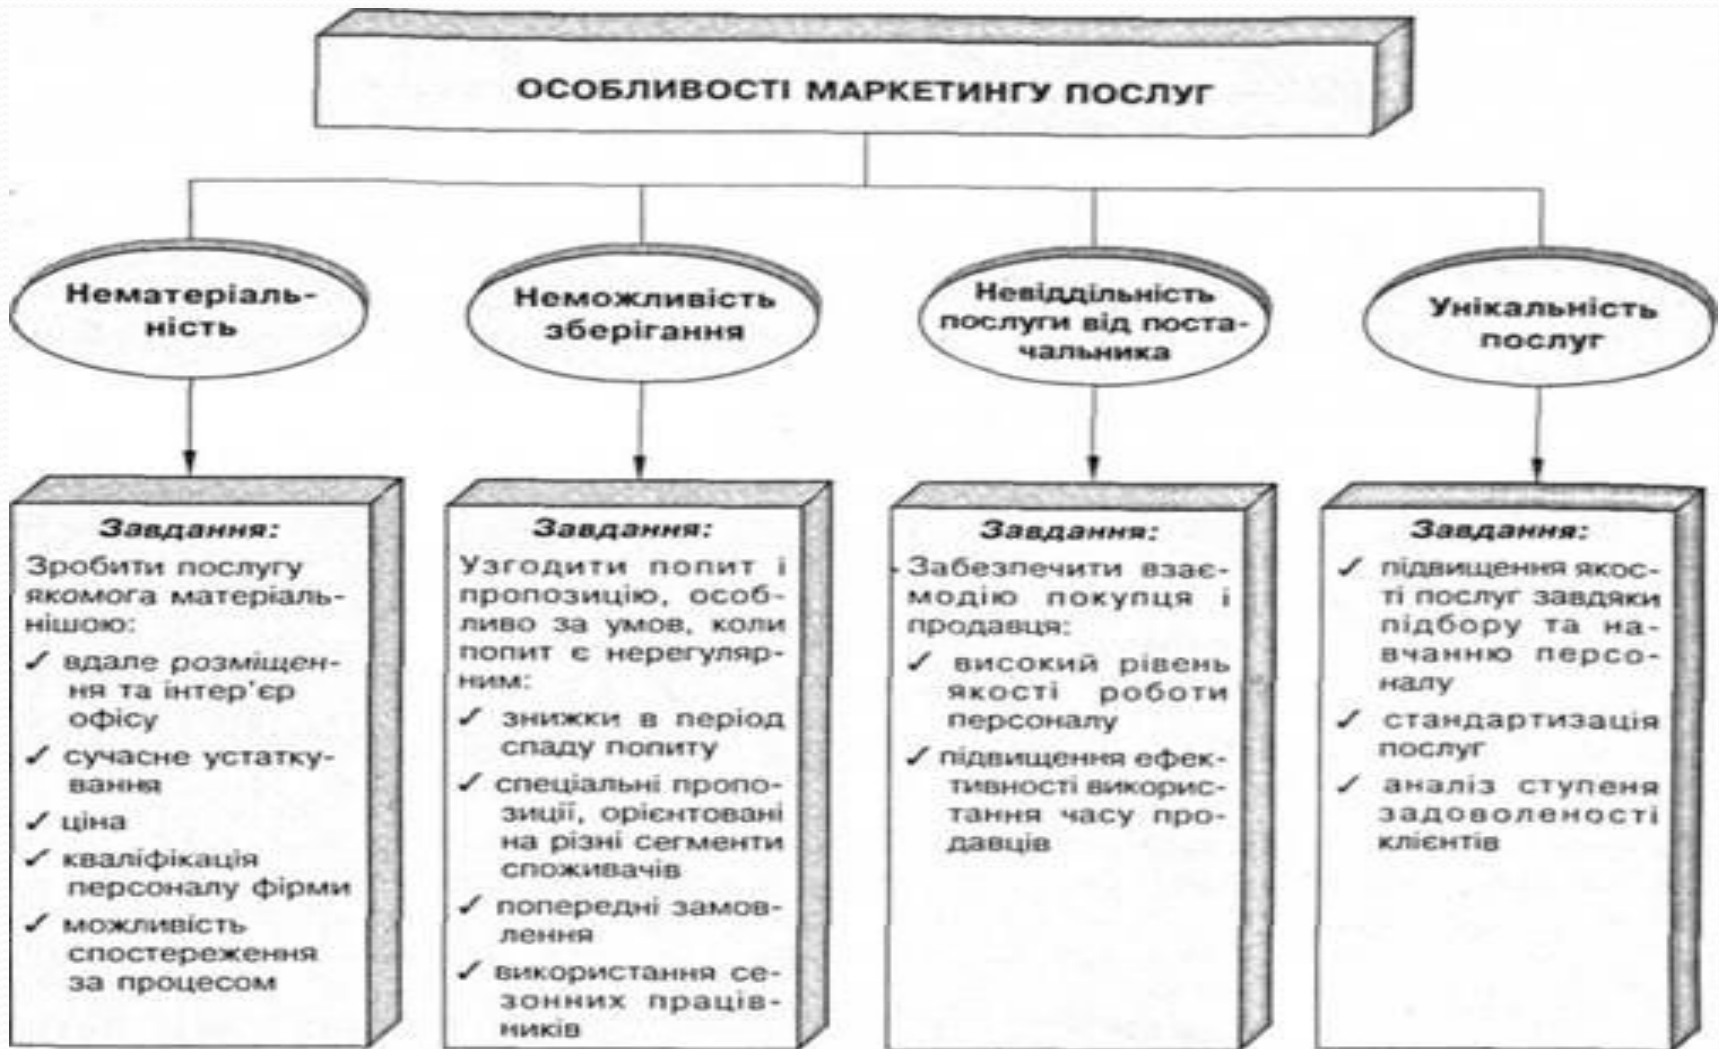 ОСОБЛИВОСТІ МАРКЕТИНГУ ПОСЛУГ
Нематеріаль-
ність
Неможливість
зберігання
Невіддільність
послуги від поста-
чальника
Унікальність
послуг
Завдання:
Зробити послугу
якомога матеріаль-
нішою:
✓ вдале розміщен-
ня та інтер'єр
офісу
✓ сучасне устатку-
вання
✓ ціна
✓ кваліфікація
персоналу фірми
✓ можливість
спостереження
за процесом
Завдання:
Узгодити попит і
пропозицію, особ-
ливо за умов, коли
попит є нерегуляр-
ним:
✓ знижки в період
спаду попиту
✓ спеціальні пропо-
зиції, орієнтовані
на різні сегменти
споживачів
✓ попередні замов-
лення
✓ використання се-
зонних праців-
ників
Завдання:
Забезпечити взає-
модію покупця і
продавця:
✓ високий рівень
якості роботи
персоналу
✓ підвищення ефек-
тивності викорис-
тання часу про-
давців
Завдання:
✓ підвищення якос-
ті послуг завдяки
підбору та на-
вчанню персо-
налу
✓ стандартизація
послуг
✓ аналіз ступеня
задоволеності
клієнтів